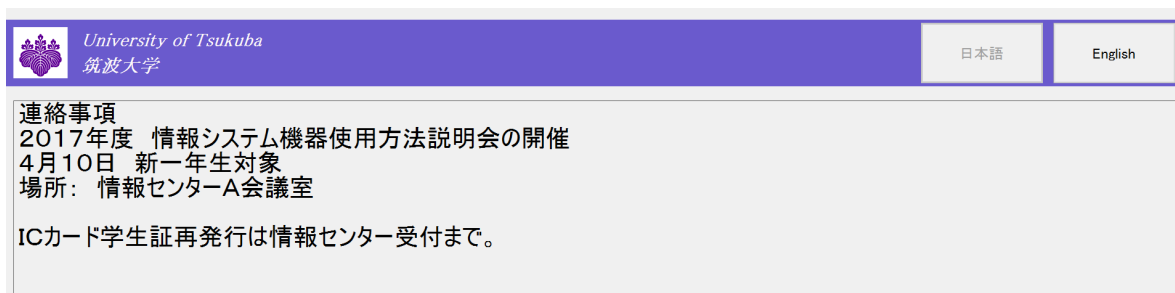 University of Tsukuba
筑波大学
日本語
English
連絡事項
2017年度 情報システム機器使用方法説明会の開催
4月10日 新一年生対象
場所: 情報センターA会議室
ICカード学生証再発行は情報センター受付まで。